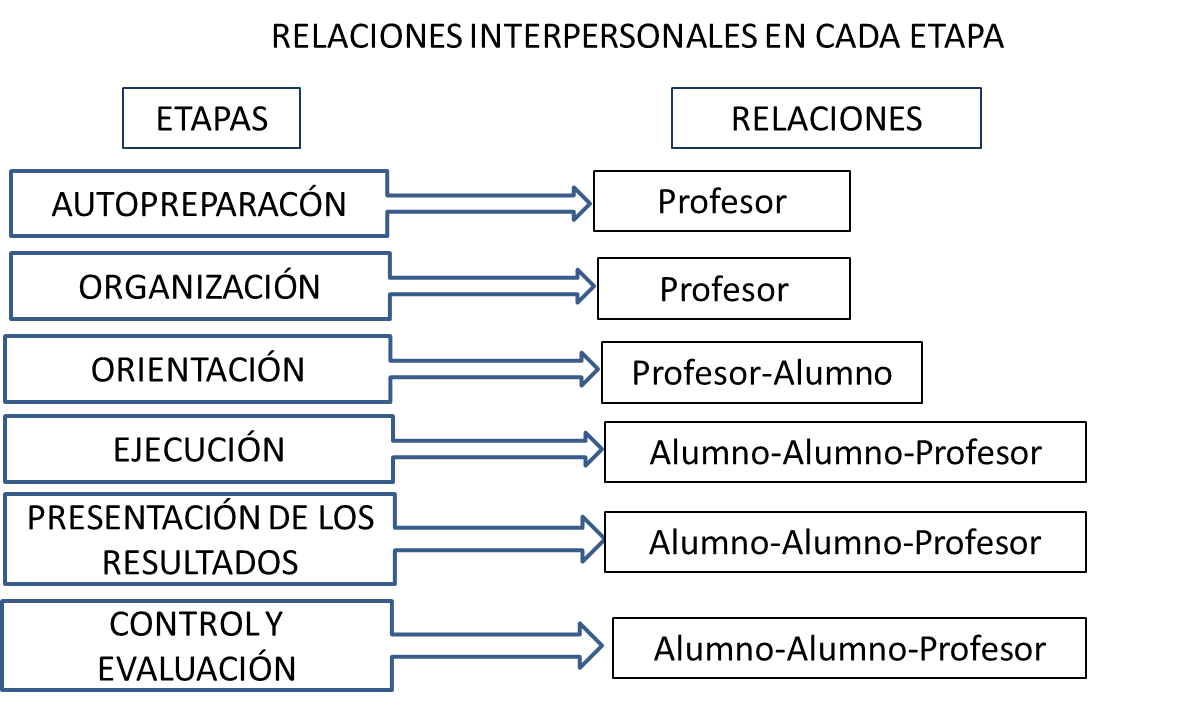 RELACIONES INTERPERSONALES EN CADA ETAPA
ETAPAS
RELACIONES
AUTOPREPARACÓN
Profesor
ORGANIZACIÓN
Profesor
ORIENTACIÓN
Profesor-Alumno
EJECUCIÓN
Alumno-Alumno-Profesor
PRESENTACIÓN DE LOS
RESULTADOS
Alumno-Alumno-Profesor
CONTROL Y
EVALUACIÓN
Alumno-Alumno-Profesor